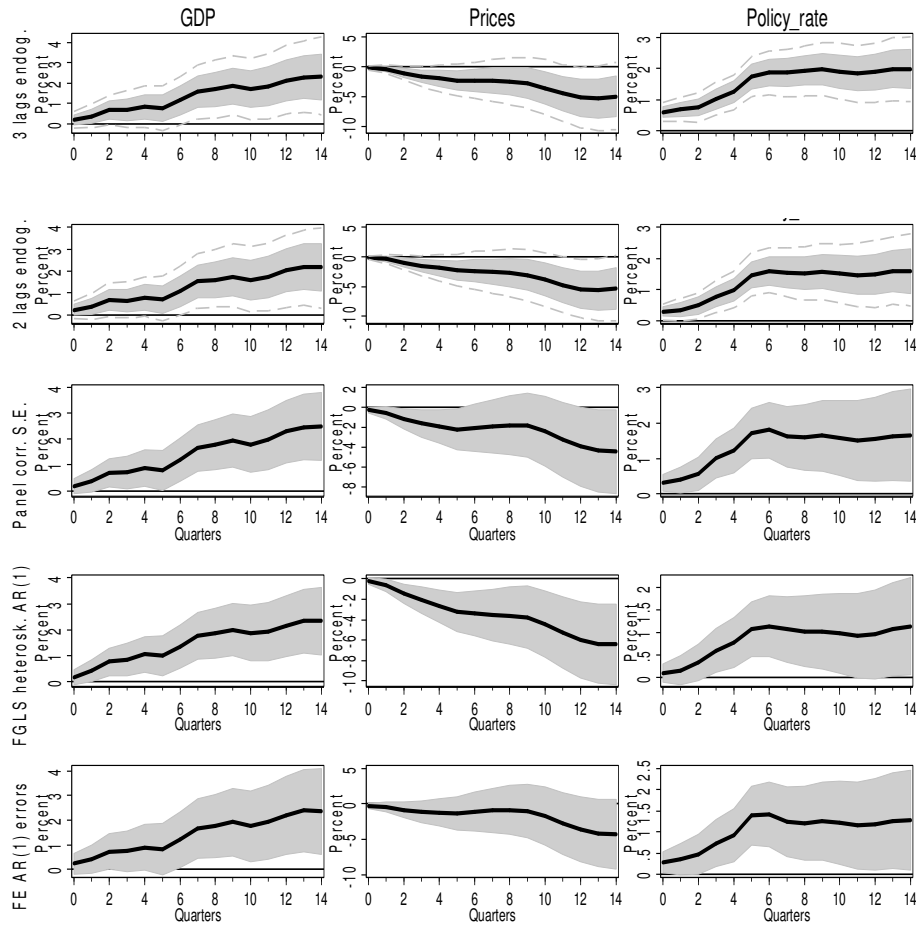 GDP Prices Policy_rate
3 lags endog.
Percent
0 1 2 3 4
0 2 4 6 8 10 12 14
Percent
-10 -5 0 5
0 2 4 6 8 10 12 14
Percent
0 1 2 3
0 2 4 6 8 10 12 14
2 lags endog.
Percent
0 1 2 3 4
0 2 4 6 8 10 12 14
Percent
-10 -5 0 5
0 2 4 6 8 10 12 14
Percent
0 1 2 3
0 2 4 6 8 10 12 14
Panel corr. S.E.
Percent
0 1 2 3 4
0 2 4 6 8 10 12 14
Quarters
Percent
-8 -6 -4 -2 0 2
0 2 4 6 8 10 12 14
Quarters
Percent
0 1 2 3
0 2 4 6 8 10 12 14
Quarters
FGLS heterosk. AR(1)
Percent
0 1 2 3 4
0 2 4 6 8 10 12 14
Quarters
Percent
-10 -8 -6 -4 -2 0
0 2 4 6 8 10 12 14
Quarters
Percent
0 .5 1 1.5 2
0 2 4 6 8 10 12 14
Quarters
FE AR(1) errors
Percent
0 1 2 3 4
0 2 4 6 8 10 12 14
Quarters
Percent
-10 -5 0 5
0 2 4 6 8 10 12 14
Quarters
Percent
0 .5 1 1.5 2 2.5
0 2 4 6 8 10 12 14
Quarters